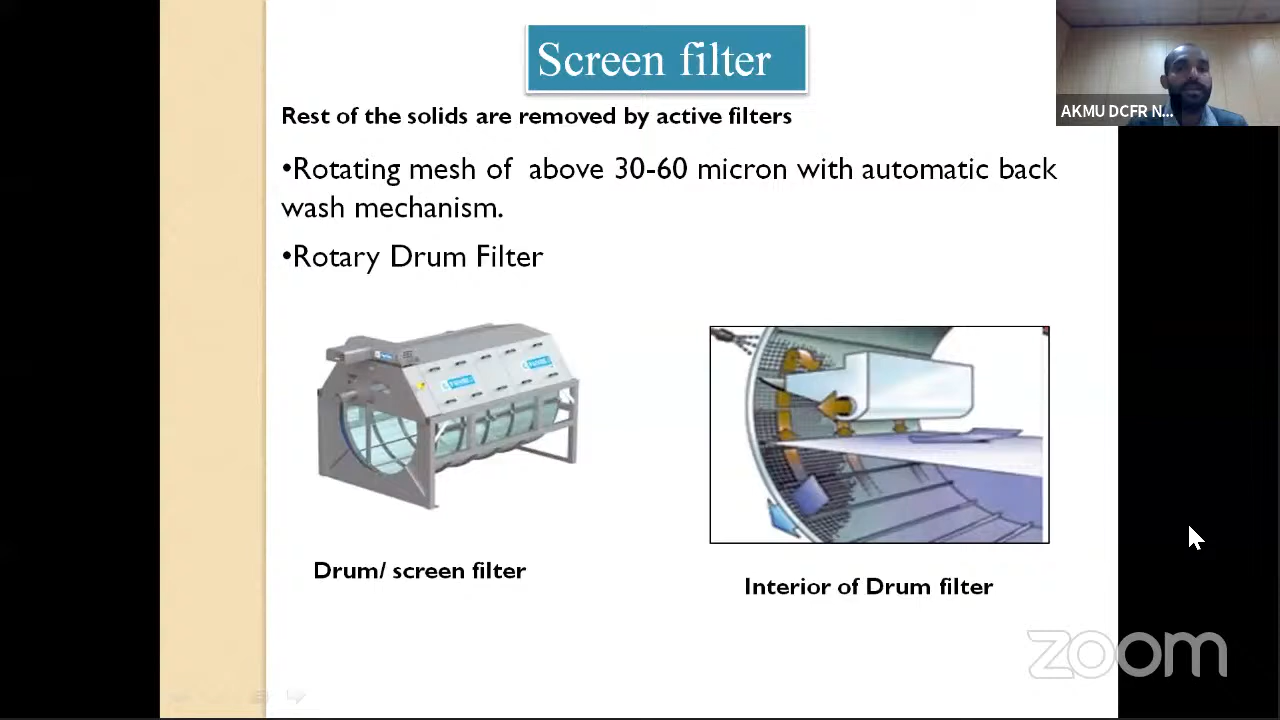 Screen filter
AKMU DCFR N...
Rest of the solids are removed by active filters
•Rotating mesh of above 30-60 micron with automatic back
wash mechanism.
•Rotary Drum Filter
Drum/ screen filter
Interior of Drum filter
zoom